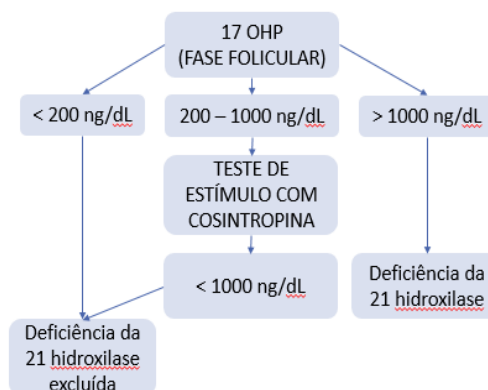 17 OHP
(FASE FOLICULAR)
< 200 ng/dL
200 – 1000 ng/dL
> 1000 ng/dL
TESTE DE
ESTÍMULO COM
COSINTROPINA
< 1000 ng/dL
Deficiência da
21 hidroxilase
Deficiência da
21 hidroxilase
excluída